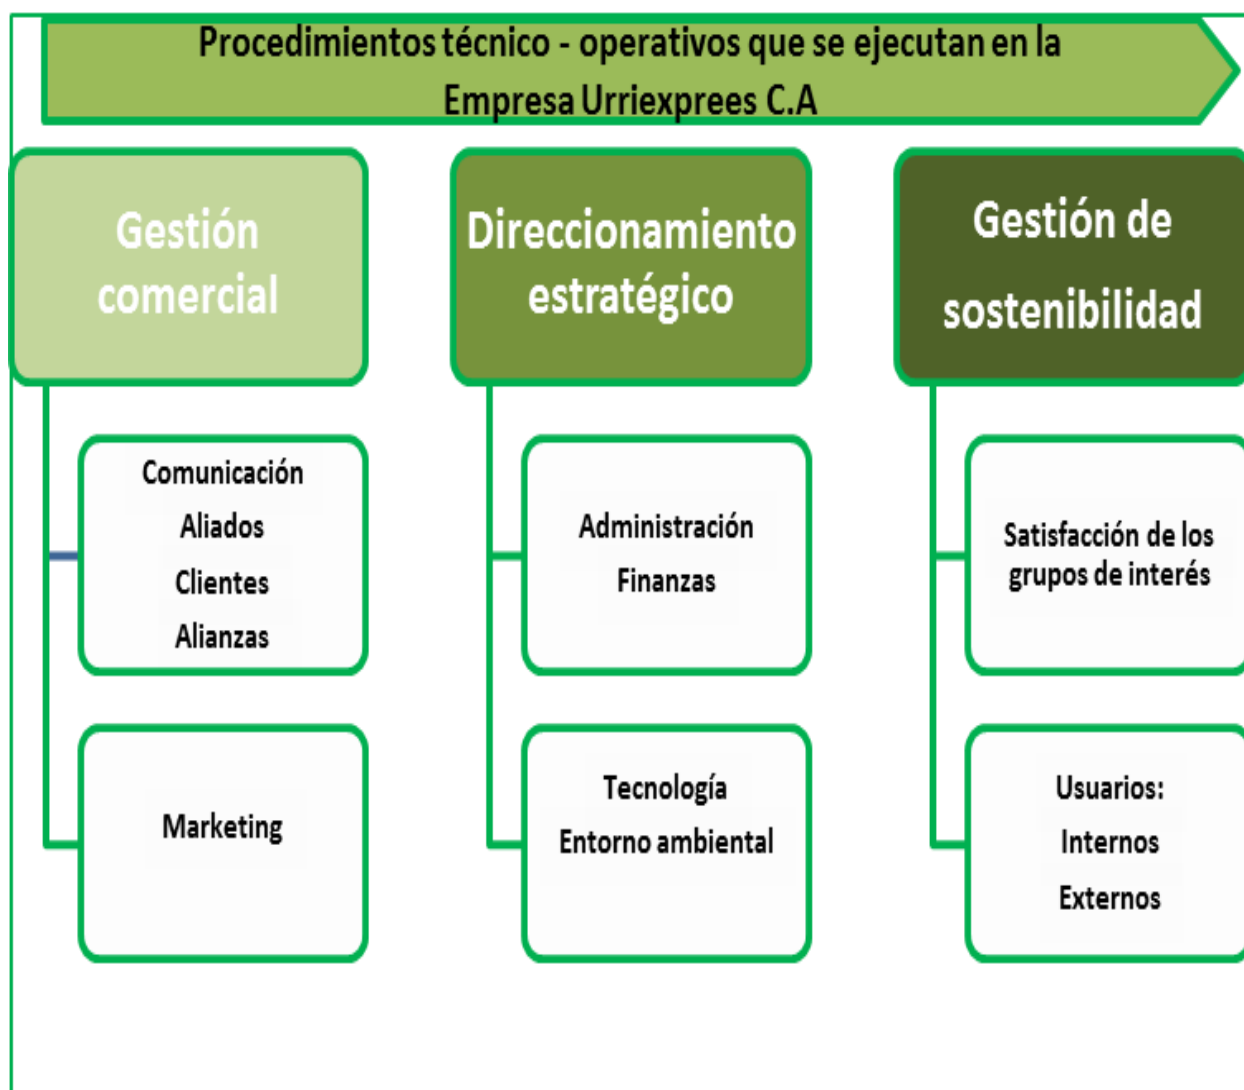 Procedimientos técnico - operativos que se ejecutan en la
Empresa Urriexprees C.A
Gestión
comercial
Comunicación
Aliados
Clientes
Alianzas
Marketing
Direccionamiento
estratégico
Administración
Finanzas
Tecnología
Entorno ambiental
Gestión de
sostenibilidad
Satisfacción de los
grupos de interés
Usuarios:
Internos
Externos